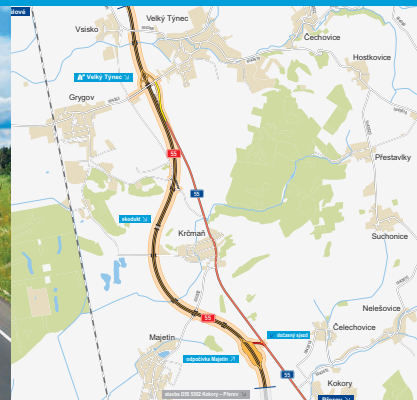 Velký Týnec
Vsisko
Čechovice
Hostkovice
Velký Týnec
Grygov
55
Přestavlky
55
ekodukt
Krčmaň
Suchonice
Nelešovice
55
Čelechovice
dočasný sjezd
Majetín
odpočívka Majetín
55
Kokory
stavba D55 5502 Kokory – Přerov
Přerov